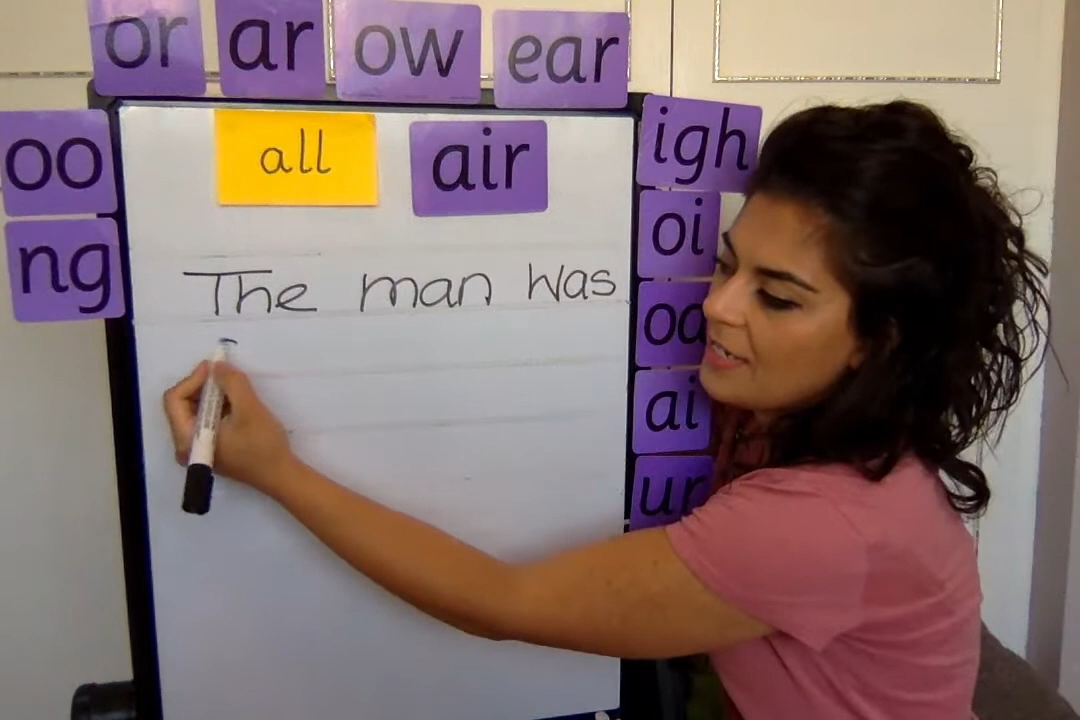 or ar ow ear
oo all air igh
ng oi
The man was
oa
ai
ur